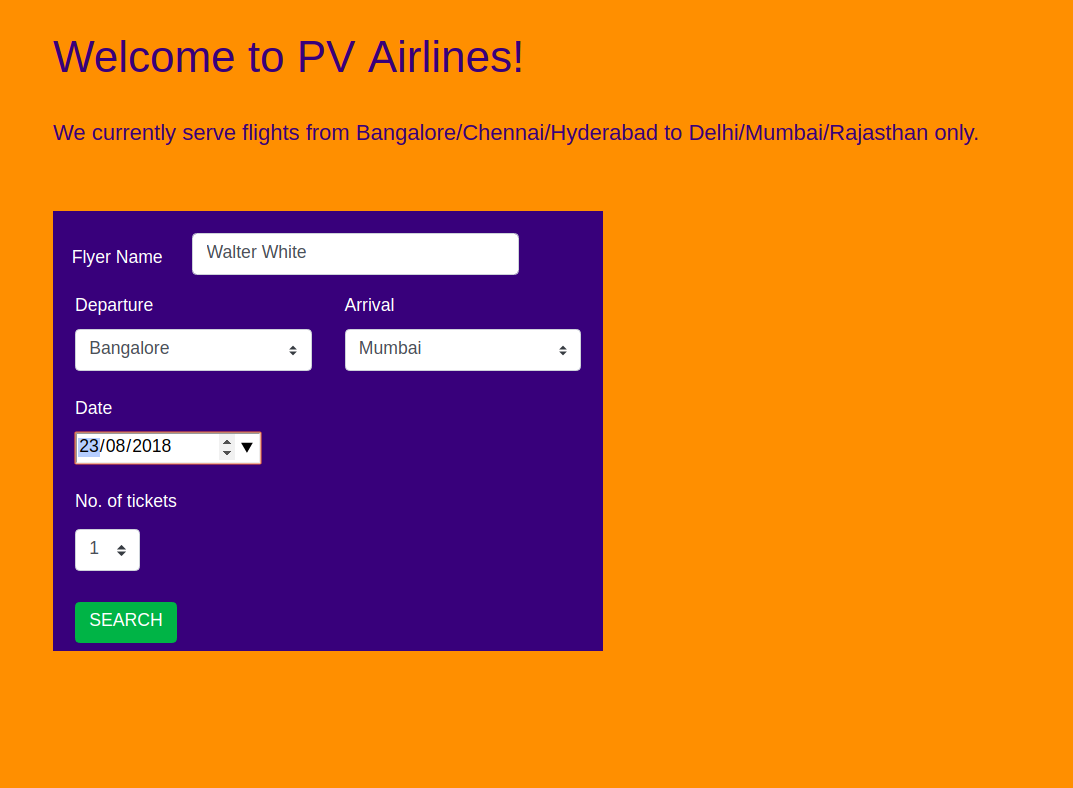 Welcome to PV Airlines!
We currently serve flights from Bangalore/Chennai/Hyderabad to Delhi/Mumbai/Rajasthan only.
Flyer Name Walter White
Departure Arrival
Bangalore Mumbai
Date
23/08/2018
No. of tickets
1
SEARCH